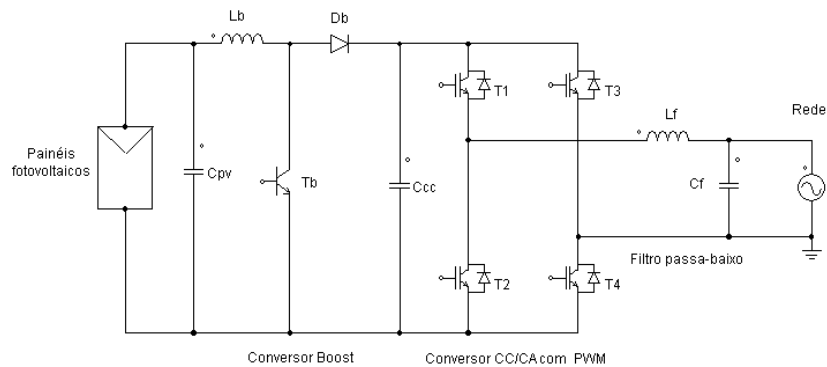 Lb
Db
T1
T3
Lf
Rede
Painéis
fotovoltaicos
Cpv
Tb
Ccc
Cf
T2
T4
Filtro passa-baixo
Conversor Boost
Conversor CC/CA com PWM